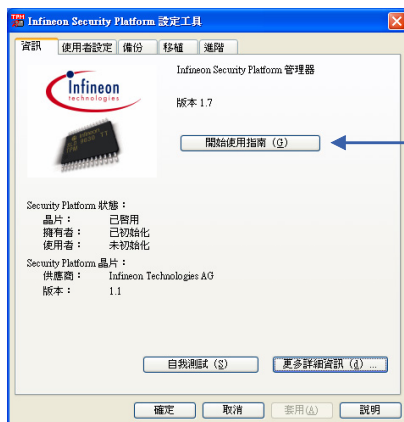 Infineon Security Platform 設定工具
資訊 使用者設定 備份 移植 進階
Infineon technologies
Infineon Security Platform 管理器
版本 1.7
開始使用指南 (G)
Security Platform 狀態：
晶片： 已啓用
擁有者： 已初始化
使用者： 未初始化
Security Platform 晶片：
供應商： Infineon Technologies AG
版本： 1.1
自我測試 (S) 更多詳細資訊 (d) ...
確定 取消 套用(A) 說明